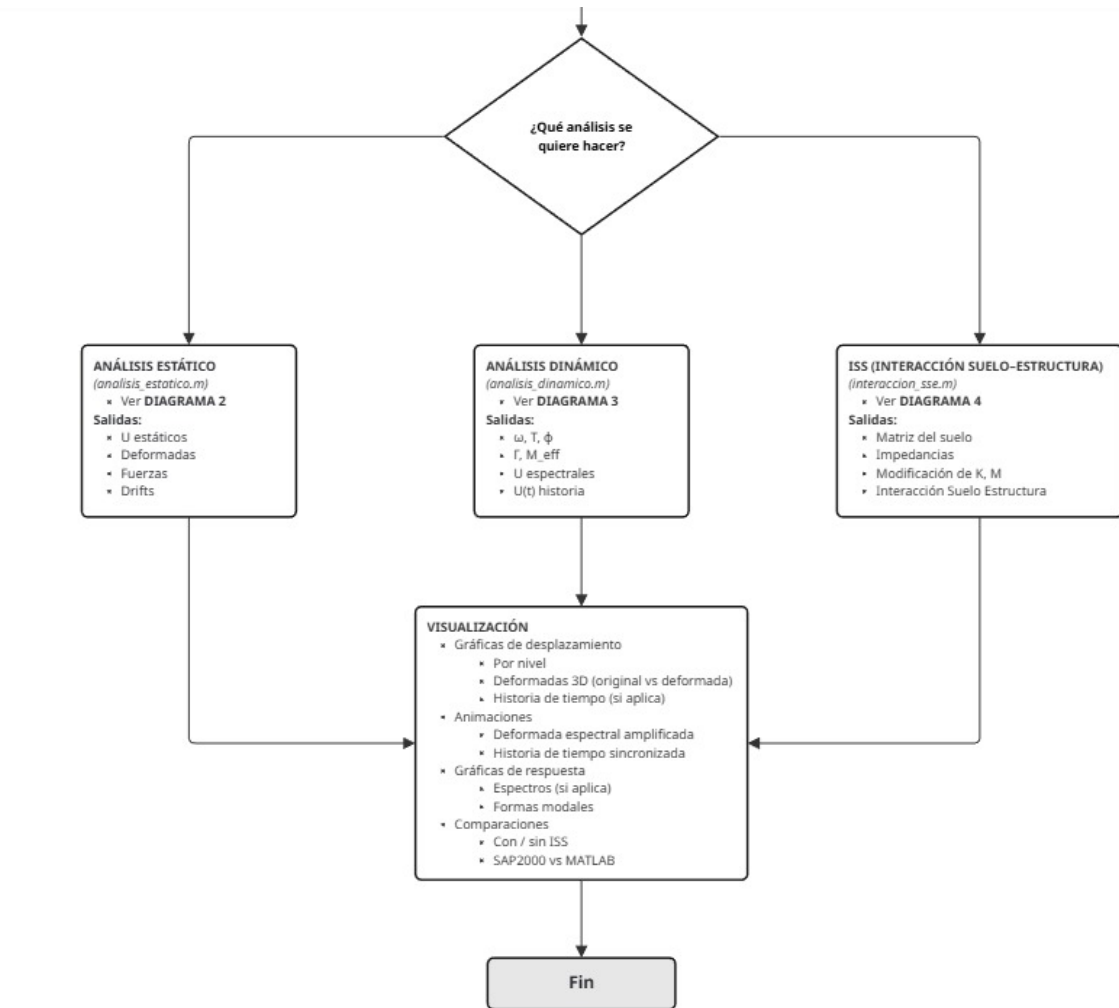 ¿Qué análisis se
quiere hacer?
ANÁLISIS ESTÁTICO
(analisis_estatico.m)
Ver DIAGRAMA 2
Salidas:
U estáticos
Deformadas
Fuerzas
Drifts
ANÁLISIS DINÁMICO
(analisis_dinamico.m)
Ver DIAGRAMA 3
Salidas:
ω, T, ϕ
Γ, M_eff
U espectrales
U(t) historia
ISS (INTERACCIÓN SUELO–ESTRUCTURA)
(interaccion_sse.m)
Ver DIAGRAMA 4
Salidas:
Matriz del suelo
Impedancias
Modificación de K, M
Interacción Suelo Estructura
VISUALIZACIÓN
Gráficas de desplazamiento
Por nivel
Deformadas 3D (original vs deformada)
Historia de tiempo (si aplica)
Animaciones
Deformada espectral amplificada
Historia de tiempo sincronizada
Gráficas de respuesta
Espectros (si aplica)
Formas modales
Comparaciones
Con / sin ISS
SAP2000 vs MATLAB
Fin